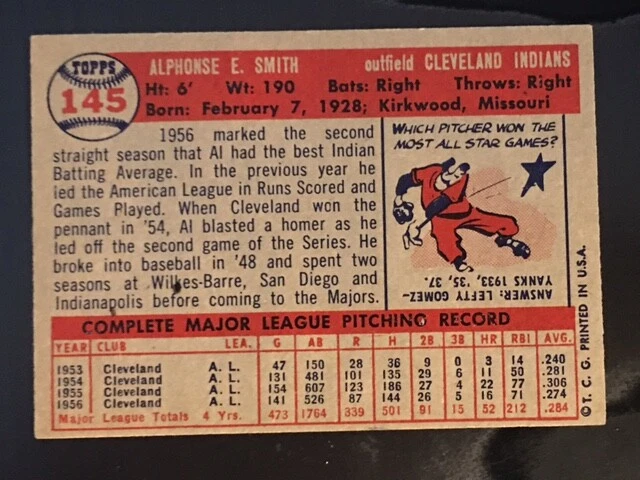 TOPPS
145
ALPHONSE E. SMITH outfield CLEVELAND INDIANS
Ht: 6' Wt: 190 Bats: Right Throws: Right
Born: February 7, 1928; Kirkwood, Missouri
1956 marked the second
straight season that Al had the best Indian
Batting Average. In the previous year he
led the American League in Runs Scored and
Games Played. When Cleveland won the
pennant in '54, Al blasted a homer as he
led off the second game of the Series. He
broke into baseball in '48 and spent two
seasons at Wilkes-Barre, San Diego and
Indianapolis before coming to the Majors.
WHICH PITCHER WON THE
MOST ALL STAR GAMES?
ANSWER: LEFTY GOMEZ-
YANKS 1933, '35, '37.
COMPLETE MAJOR LEAGUE PITCHING RECORD
YEAR CLUB LEA. G AB R H 2B 3B HR RBI AVG.
1953 Cleveland A. L. 47 150 28 36 9 0 3 14 .240
1954 Cleveland A. L. 131 481 101 135 29 6 11 50 .281
1955 Cleveland A. L. 154 607 123 186 27 4 22 77 .306
1956 Cleveland A. L. 141 526 87 144 26 5 16 71 .274
Major League Totals 4 Yrs. 473 1764 339 501 91 15 52 212 .284
© T. C. G. PRINTED IN U.S.A.